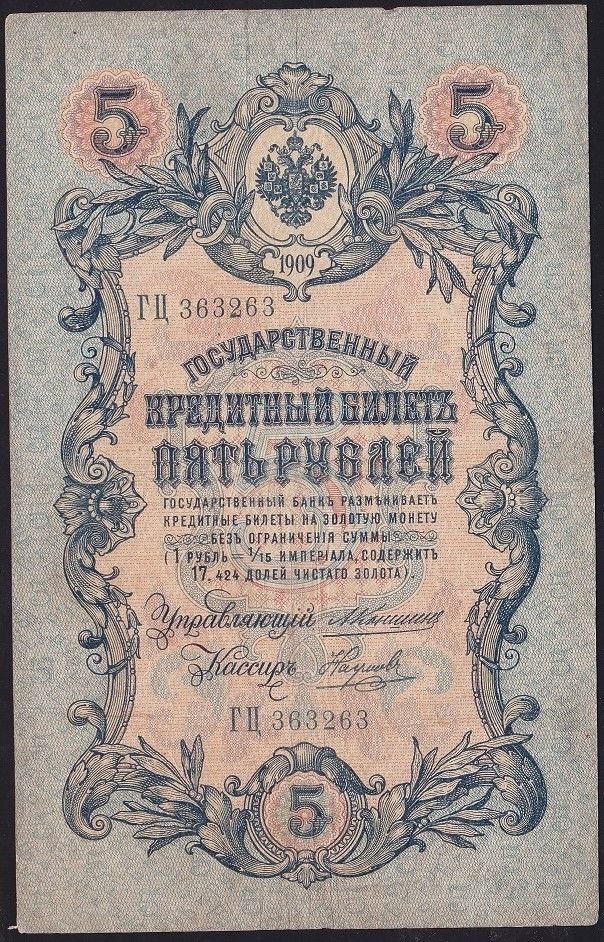 5 5
1909
ГЦ 363263
ГОСУДАРСТВЕННЫЙ
КРЕДИТНЫЙ БИЛЕТЪ
ПЯТЬ РУБЛЕЙ
ГОСУДАРСТВЕННЫЙ БАНКЪ РАЗМѢНИВАЕТЪ
КРЕДИТНЫЕ БИЛЕТЫ НА ЗОЛОТУЮ МОНЕТУ
БЕЗЪ ОГРАНИЧЕНІЯ СУММЫ
(1 РУБЛЬ = 1/15 ИМПЕРІАЛА, СОДЕРЖИТЪ
17,424 ДОЛЕЙ ЧИСТАГО ЗОЛОТА).
Управляющій
Кассиръ Наумовъ
ГЦ 363263
5